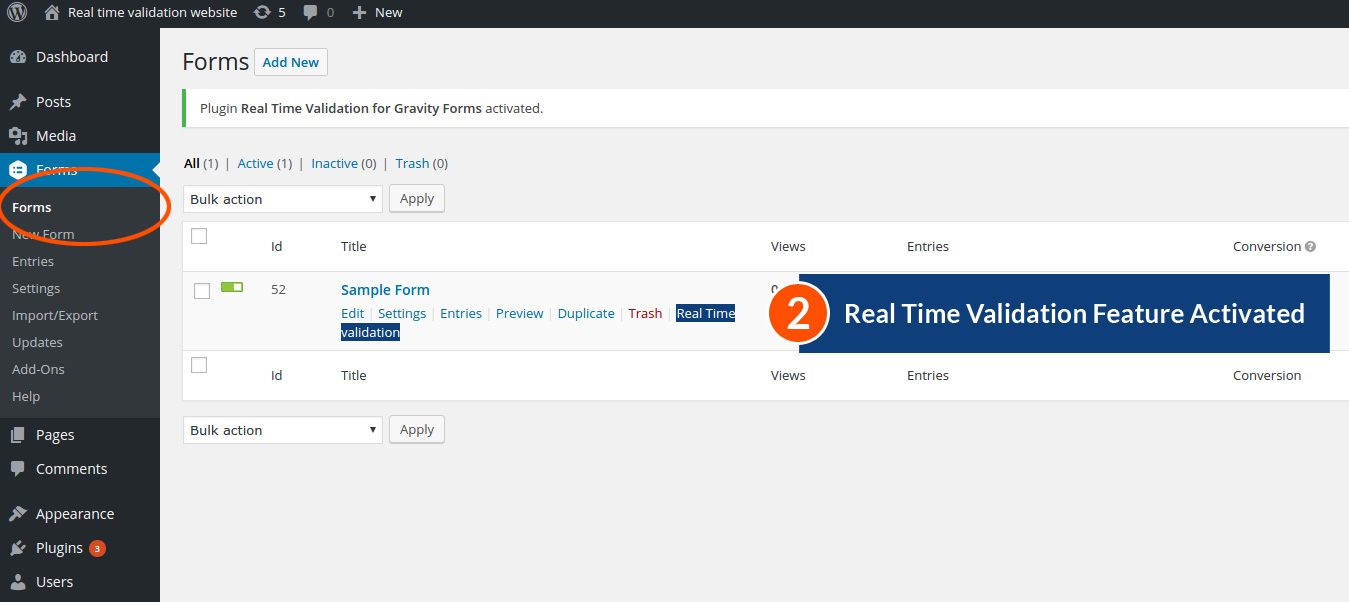 Real time validation website 5 0 New
Dashboard
Posts
Media
Forms
Forms
New Form
Entries
Settings
Import/Export
Updates
Add-Ons
Help
Pages
Comments
Appearance
Plugins 3
Users
Forms Add New
Plugin Real Time Validation for Gravity Forms activated.
All (1) | Active (1) | Inactive (0) | Trash (0)
Bulk action Apply
Id Title Views Entries Conversion ?
52 Sample Form 0
Edit | Settings | Entries | Preview | Duplicate | Trash | Real Time
validation
2 Real Time Validation Feature Activated
Id Title Views Entries Conversion
Bulk action Apply